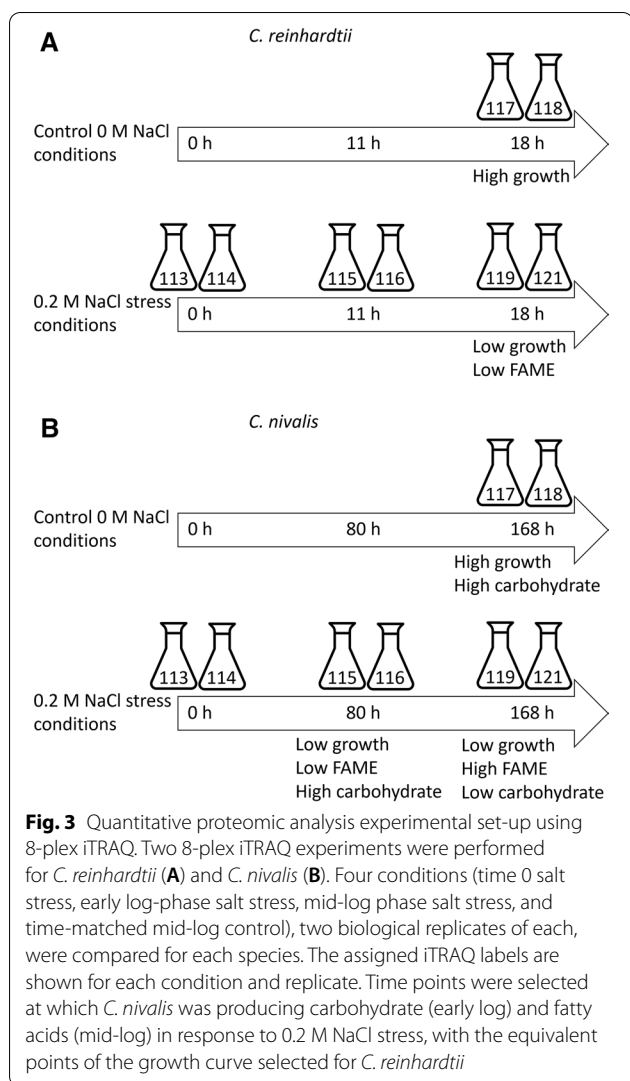 A
C. reinhardtii
117 118
Control 0 M NaCl
conditions
0 h 11 h 18 h
High growth
113 114 115 116 119 121
0.2 M NaCl stress
conditions
0 h 11 h 18 h
Low growth
Low FAME
B
C. nivalis
117 118
Control 0 M NaCl
conditions
0 h 80 h 168 h
High growth
High carbohydrate
113 114 115 116 119 121
0.2 M NaCl stress
conditions
0 h 80 h 168 h
Low growth
Low FAME
High carbohydrate
Low growth
High FAME
Low carbohydrate
Fig. 3 Quantitative proteomic analysis experimental set-up using
8-plex iTRAQ. Two 8-plex iTRAQ experiments were performed
for C. reinhardtii (A) and C. nivalis (B). Four conditions (time 0 salt
stress, early log-phase salt stress, mid-log phase salt stress, and
time-matched mid-log control), two biological replicates of each,
were compared for each species. The assigned iTRAQ labels are
shown for each condition and replicate. Time points were selected
at which C. nivalis was producing carbohydrate (early log) and fatty
acids (mid-log) in response to 0.2 M NaCl stress, with the equivalent
points of the growth curve selected for C. reinhardtii